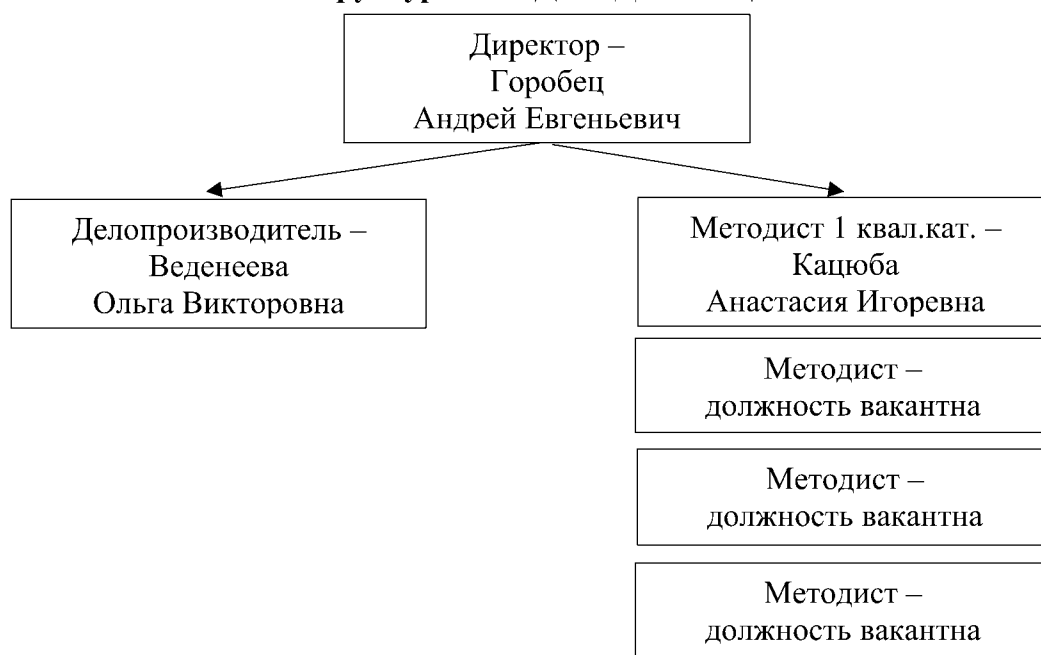 Директор –
Горобец
Андрей Евгеньевич
Делопроизводитель –
Веденеева
Ольга Викторовна
Методист 1 квал.кат. –
Кацюба
Анастасия Игоревна
Методист –
должность вакантна
Методист –
должность вакантна
Методист –
должность вакантна